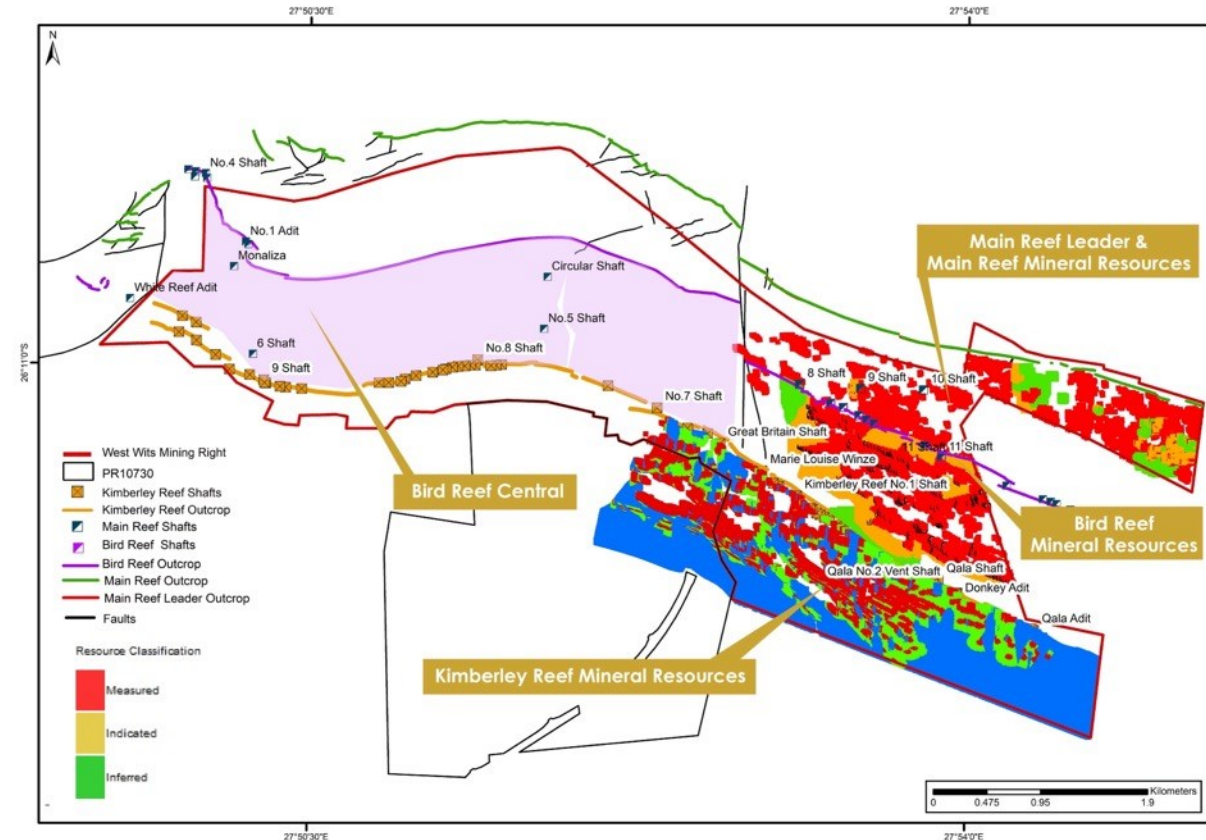 27°50'30"E
27°54'0"E
N
No.4 Shaft
No.1 Adit
Monaliza
White Reef Adit
Circular Shaft
No.5 Shaft
6 Shaft
9 Shaft
No.8 Shaft
No.7 Shaft
26°11'0"S
Main Reef Leader &
Main Reef Mineral Resources
8 Shaft
9 Shaft
10 Shaft
Great Britain Shaft
11 Shaft
11 Shaft
Marie Louise Winze
Kimberley Reef No.1 Shaft
Bird Reef Central
Bird Reef
Mineral Resources
Qala No.2 Vent Shaft
Qala Shaft
Donkey Adit
Qala Adit
Kimberley Reef Mineral Resources
West Wits Mining Right
PR10730
Kimberley Reef Shafts
Kimberley Reef Outcrop
Main Reef Shafts
Bird Reef Shafts
Bird Reef Outcrop
Main Reef Outcrop
Main Reef Leader Outcrop
Faults
Resource Classification
Measured
Indicated
Inferred
Kilometers
0 0.475 0.95 1.9
27°50'30"E
27°54'0"E